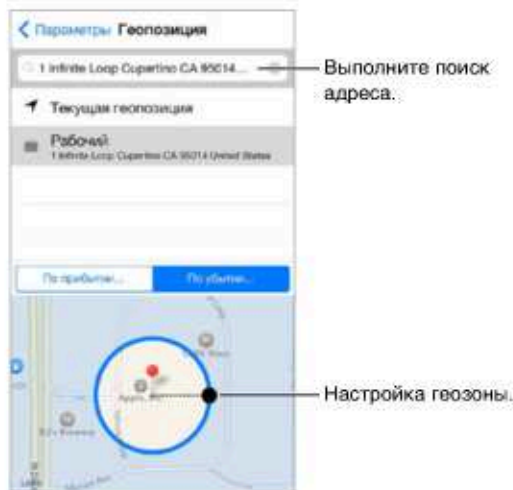 Параметры Геопозиция
1 Infinite Loop Cupertino CA 95014...
Выполните поиск
адреса.
Текущая геопозиция
Рабочий
1 Infinite Loop Cupertino CA 95014 United States
По прибытии... По убытии...
Apple,
Настройка геозоны.